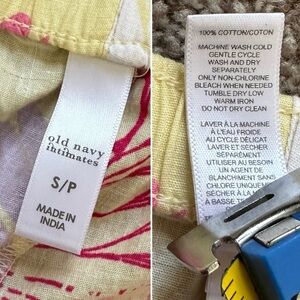 old navy
intimates
S/P
MADE IN
INDIA
100% COTTON/COTON
MACHINE WASH COLD
GENTLE CYCLE
WASH AND DRY
SEPARATELY
ONLY NON-CHLORINE
BLEACH WHEN NEEDED
TUMBLE DRY LOW
WARM IRON
DO NOT DRY CLEAN
LAVER À LA MACHINE
À L'EAU FROIDE
AU CYCLE DÉLICAT
LAVER ET SÉCHER
SÉPARÉMENT
UTILISER AU BESOIN
UN AGENT DE
BLANCHIMENT SANS
CHLORE UNIQUEM
SÉCHER À LA
À BASSE